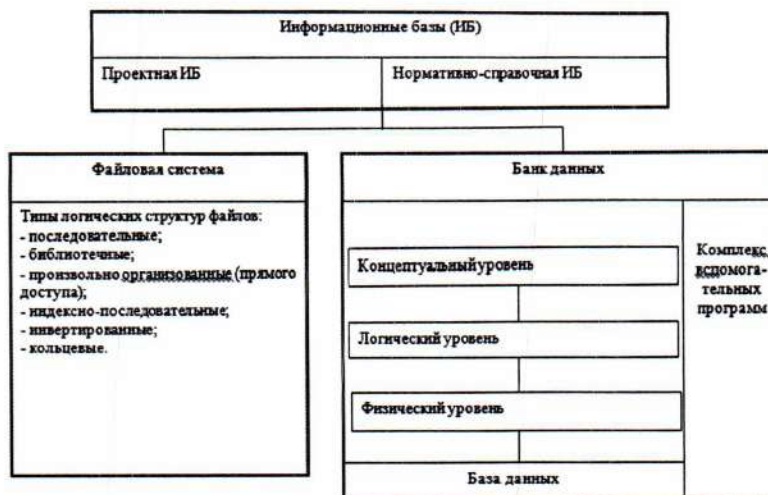 Информационные базы (ИБ)
Проектная ИБ
Нормативно-справочная ИБ
Файловая система
Типы логических структур файлов:
- последовательные;
- библиотечные;
- произвольно организованные (прямого
доступа);
- индексно-последовательные;
- инвертированные;
- кольцевые.
Банк данных
Концептуальный уровень
Логический уровень
Физический уровень
База данных
Комплекс
вспомога-
тельных
программ